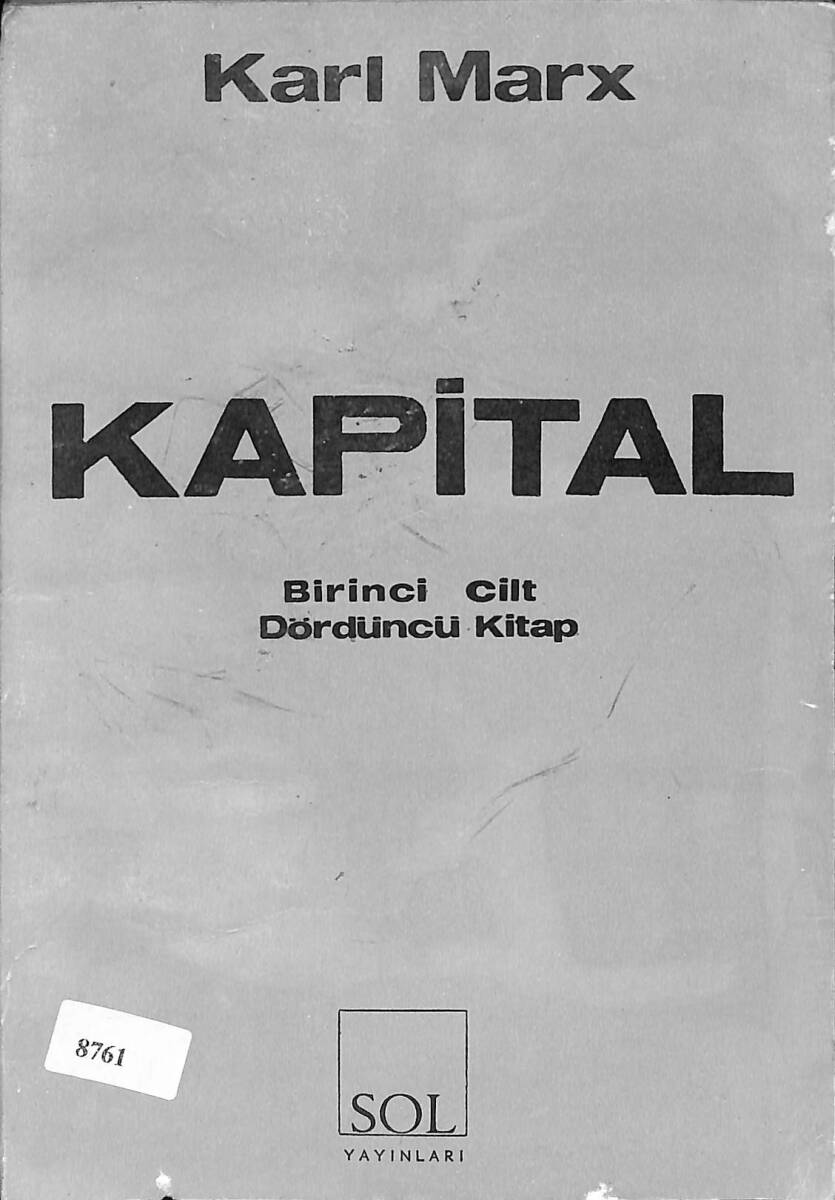 Karl Marx
KAPİTAL
Birinci Cilt
Dördüncü Kitap
8761
SOL
YAYINLARI